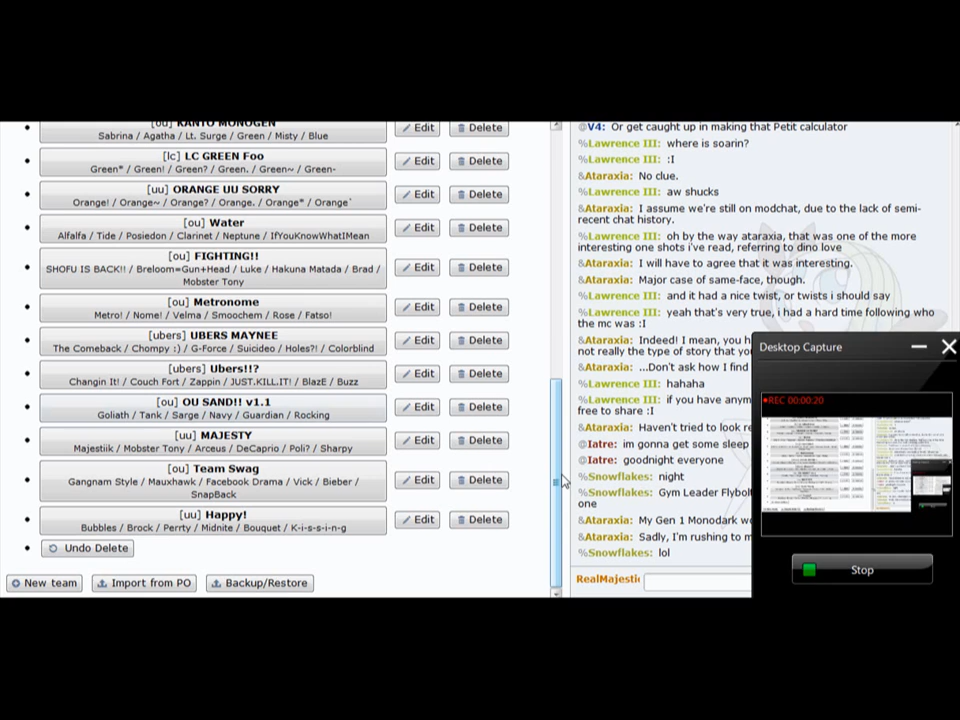 [ou] KANTO MONOGEN
Sabrina / Agatha / Lt. Surge / Green / Misty / Blue
Edit
Delete
[lc] LC GREEN Foo
Green* / Green! / Green? / Green. / Green~ / Green-
Edit
Delete
[uu] ORANGE UU SORRY
Orange! / Orange~ / Orange? / Orange. / Orange* / Orange`
Edit
Delete
[ou] Water
Alfalfa / Tide / Posiedon / Clarinet / Neptune / IfYouKnowWhatIMean
Edit
Delete
[ou] FIGHTING!!
SHOFU IS BACK!! / Breloom=Gun+Head / Luke / Hakuna Matada / Brad /
Mobster Tony
Edit
Delete
[ou] Metronome
Metro! / Nome! / Velma / Smoochem / Rose / Fatso!
Edit
Delete
[ubers] UBERS MAYNEE
The Comeback / Chompy :) / G-Force / Suicideo / Holes?! / Colorblind
Edit
Delete
[ubers] Ubers!!?
Changin It! / Couch Fort / Zappin / JUST.KILL.IT! / BlazE / Buzz
Edit
Delete
[ou] OU SAND!! v1.1
Goliath / Tank / Sarge / Navy / Guardian / Rocking
Edit
Delete
[uu] MAJESTY
Majestiik / Mobster Tony / Arceus / DeCaprio / Poli? / Sharpy
Edit
Delete
[ou] Team Swag
Gangnam Style / Mauxhawk / Facebook Drama / Vick / Bieber /
SnapBack
Edit
Delete
[uu] Happy!
Bubbles / Brock / Perrty / Midnite / Bouquet / K-i-s-s-i-n-g
Edit
Delete
Undo Delete
New team
Import from PO
Backup/Restore
@V4: Or get caught up in making that Petit calculator
%Lawrence III: where is soarin?
%Lawrence III: :I
&Ataraxia: No clue.
%Lawrence III: aw shucks
&Ataraxia: I assume we're still on modchat, due to the lack of semi-
recent chat history.
%Lawrence III: oh by the way ataraxia, that was one of the more
interesting one shots i've read, referring to dino love
&Ataraxia: I will have to agree that it was interesting.
&Ataraxia: Major case of same-face, though.
%Lawrence III: and it had a nice twist, or twists i should say
%Lawrence III: yeah that's very true, i had a hard time following who
the mc was :I
&Ataraxia: Indeed! I mean, you h
not really the type of story that yo
&Ataraxia: ...Don't ask how I find
%Lawrence III: hahaha
%Lawrence III: if you have anym
free to share :I
&Ataraxia: Haven't tried to look re
@Iatre: im gonna get some sleep
@Iatre: goodnight everyone
%Snowflakes: night
%Snowflakes: Gym Leader Flybolt
one
&Ataraxia: My Gen 1 Monodark w
&Ataraxia: Sadly, I'm rushing to m
%Snowflakes: lol
RealMajestic
Desktop Capture
REC 00:00:20
Stop